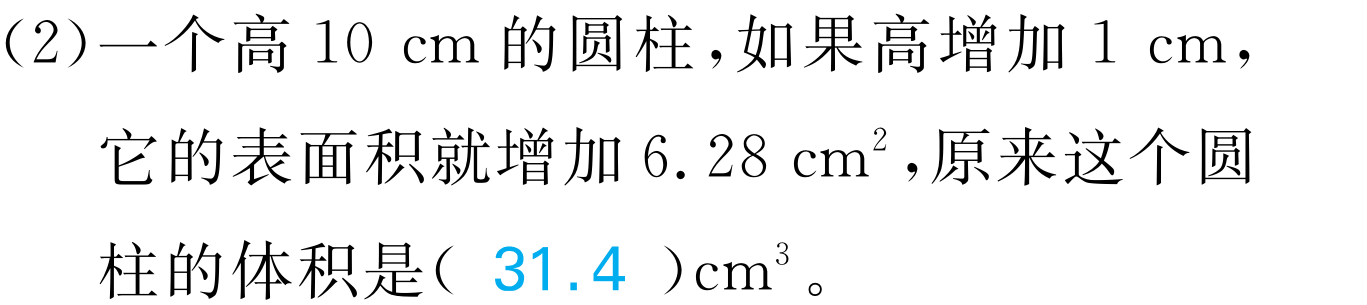 (2)一个高 10 cm 的圆柱,如果高增加 1 cm,
它的表面积就增加 6.28 cm²,原来这个圆
柱的体积是( 31.4 )cm³。